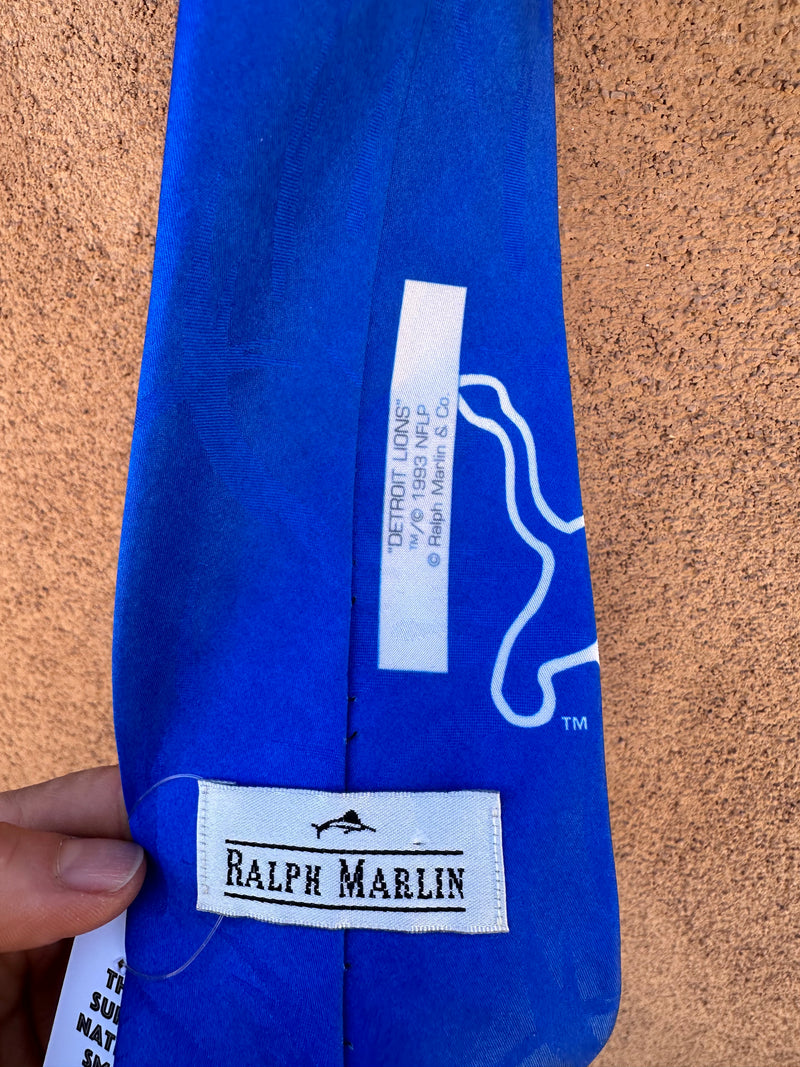 "DETROIT LIONS"
™/© 1993 NFLP
© Ralph Marlin & Co.
TM
RALPH MARLIN